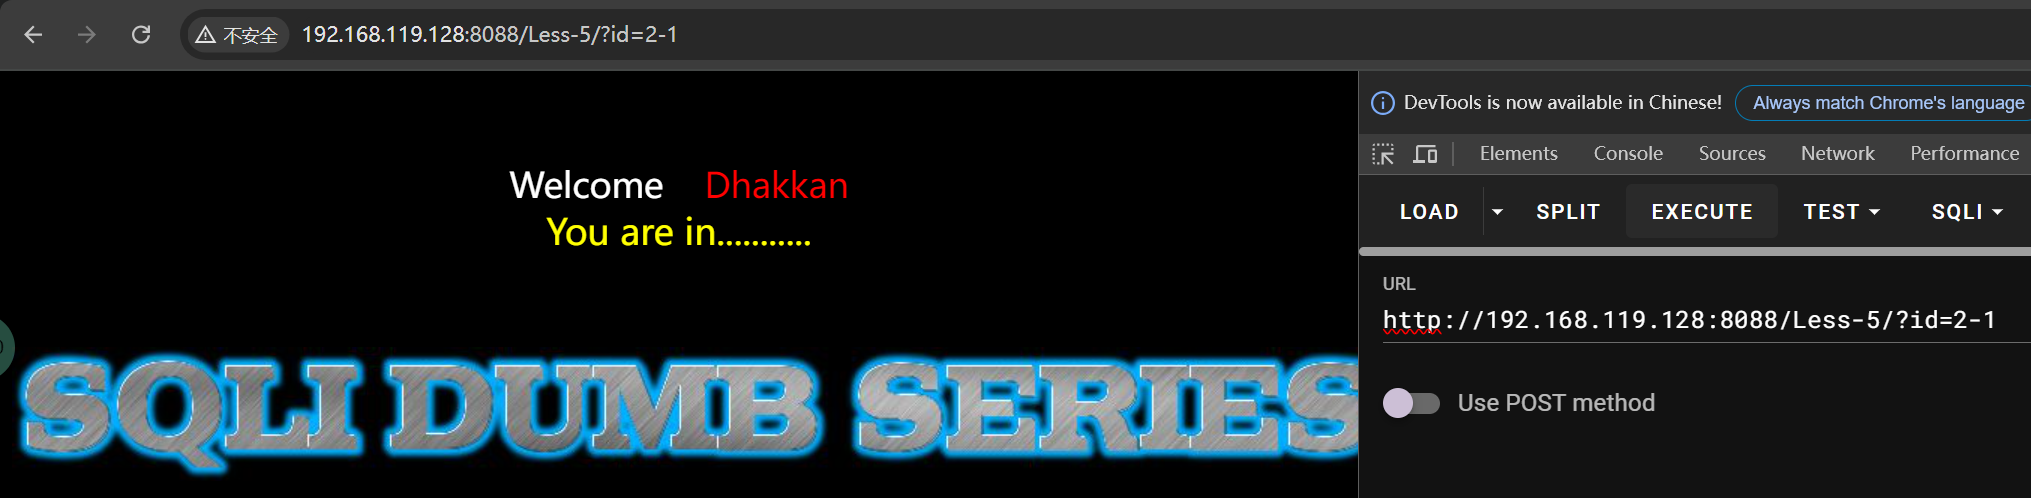 不安全 192.168.119.128:8088/Less-5/?id=2-1
DevTools is now available in Chinese! Always match Chrome's language
Elements Console Sources Network Performance
LOAD SPLIT EXECUTE TEST SQLI
Welcome Dhakkan
You are in...........
URL
http://192.168.119.128:8088/Less-5/?id=2-1
Use POST method
SQLI DUMB SERIES